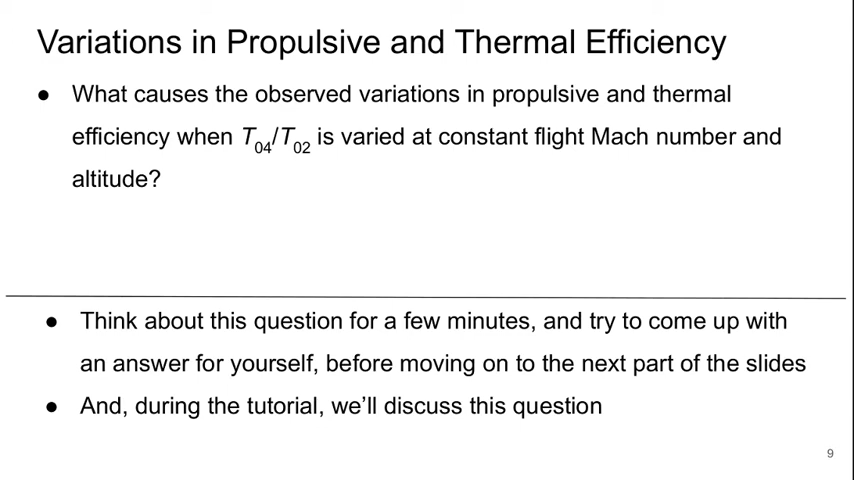 Variations in Propulsive and Thermal Efficiency
● What causes the observed variations in propulsive and thermal
efficiency when T04/T02 is varied at constant flight Mach number and
altitude?
● Think about this question for a few minutes, and try to come up with
an answer for yourself, before moving on to the next part of the slides
● And, during the tutorial, we'll discuss this question
9